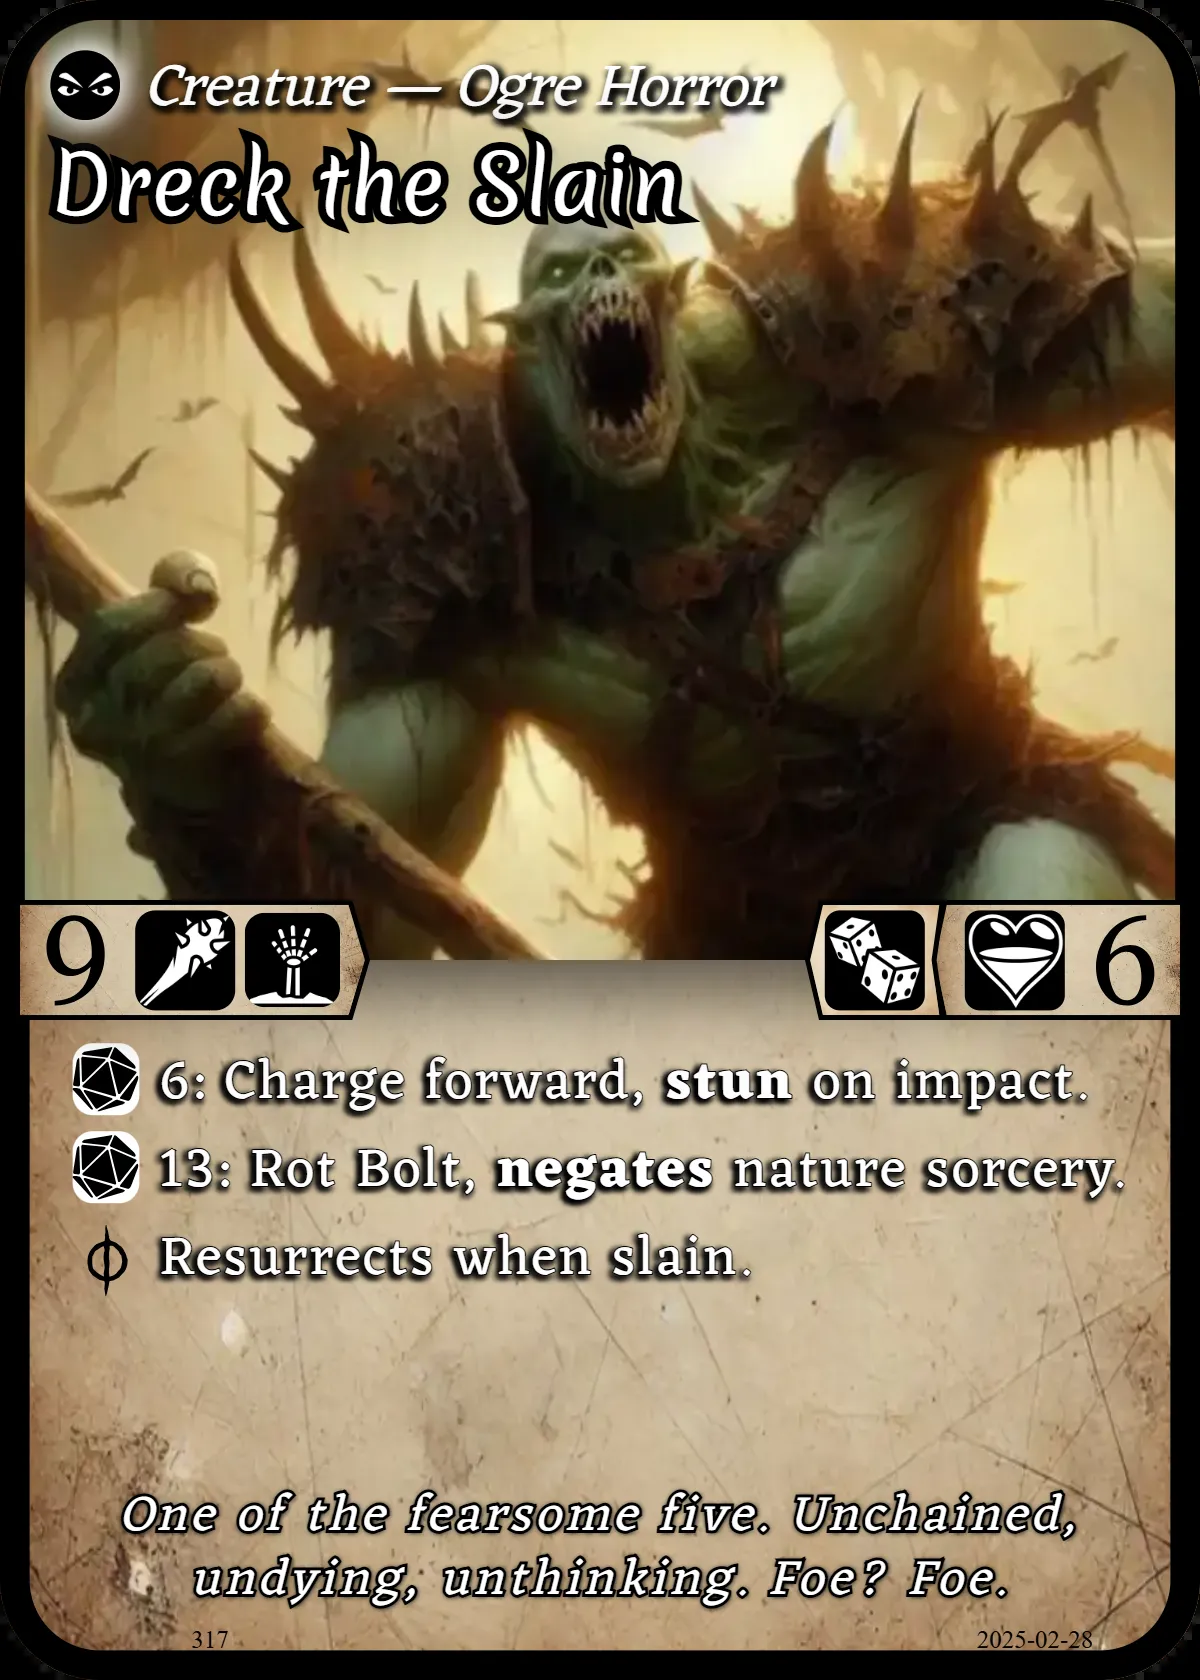 Creature — Ogre Horror
Dreck the Slain
9
6
6: Charge forward, stun on impact.
13: Rot Bolt, negates nature sorcery.
Resurrects when slain.
One of the fearsome five. Unchained,
undying, unthinking. Foe? Foe.
317
2025-02-28